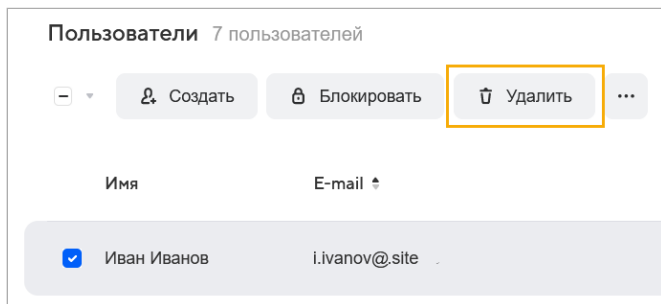 Пользователи 7 пользователей
Создать Блокировать Удалить ...
Имя E-mail
Иван Иванов i.ivanov@.site